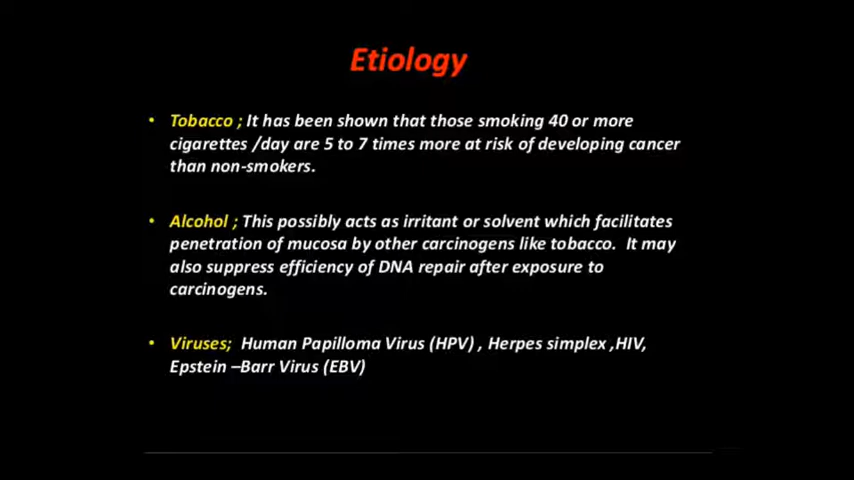 Etiology
• Tobacco ; It has been shown that those smoking 40 or more
cigarettes /day are 5 to 7 times more at risk of developing cancer
than non-smokers.
• Alcohol ; This possibly acts as irritant or solvent which facilitates
penetration of mucosa by other carcinogens like tobacco. It may
also suppress efficiency of DNA repair after exposure to
carcinogens.
• Viruses; Human Papilloma Virus (HPV) , Herpes simplex ,HIV,
Epstein –Barr Virus (EBV)